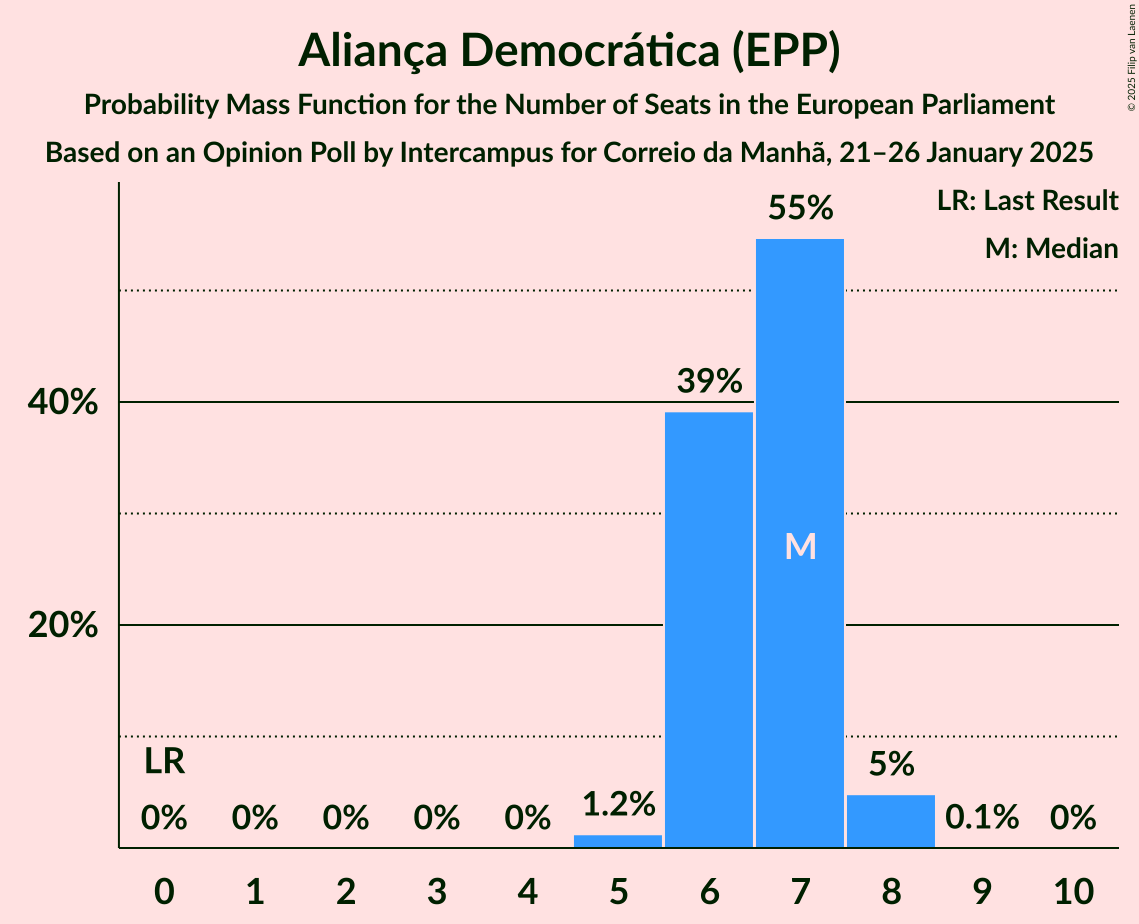 Aliança Democrática (EPP)
Probability Mass Function for the Number of Seats in the European Parliament
Based on an Opinion Poll by Intercampus for Correio da Manhã, 21–26 January 2025
© 2025 Filip van Laenen
LR: Last Result
M: Median
55%
39%
40%
M
20%
LR
5%
0% 0% 0% 0% 0% 1.2% 0.1% 0%
0 1 2 3 4 5 6 7 8 9 10